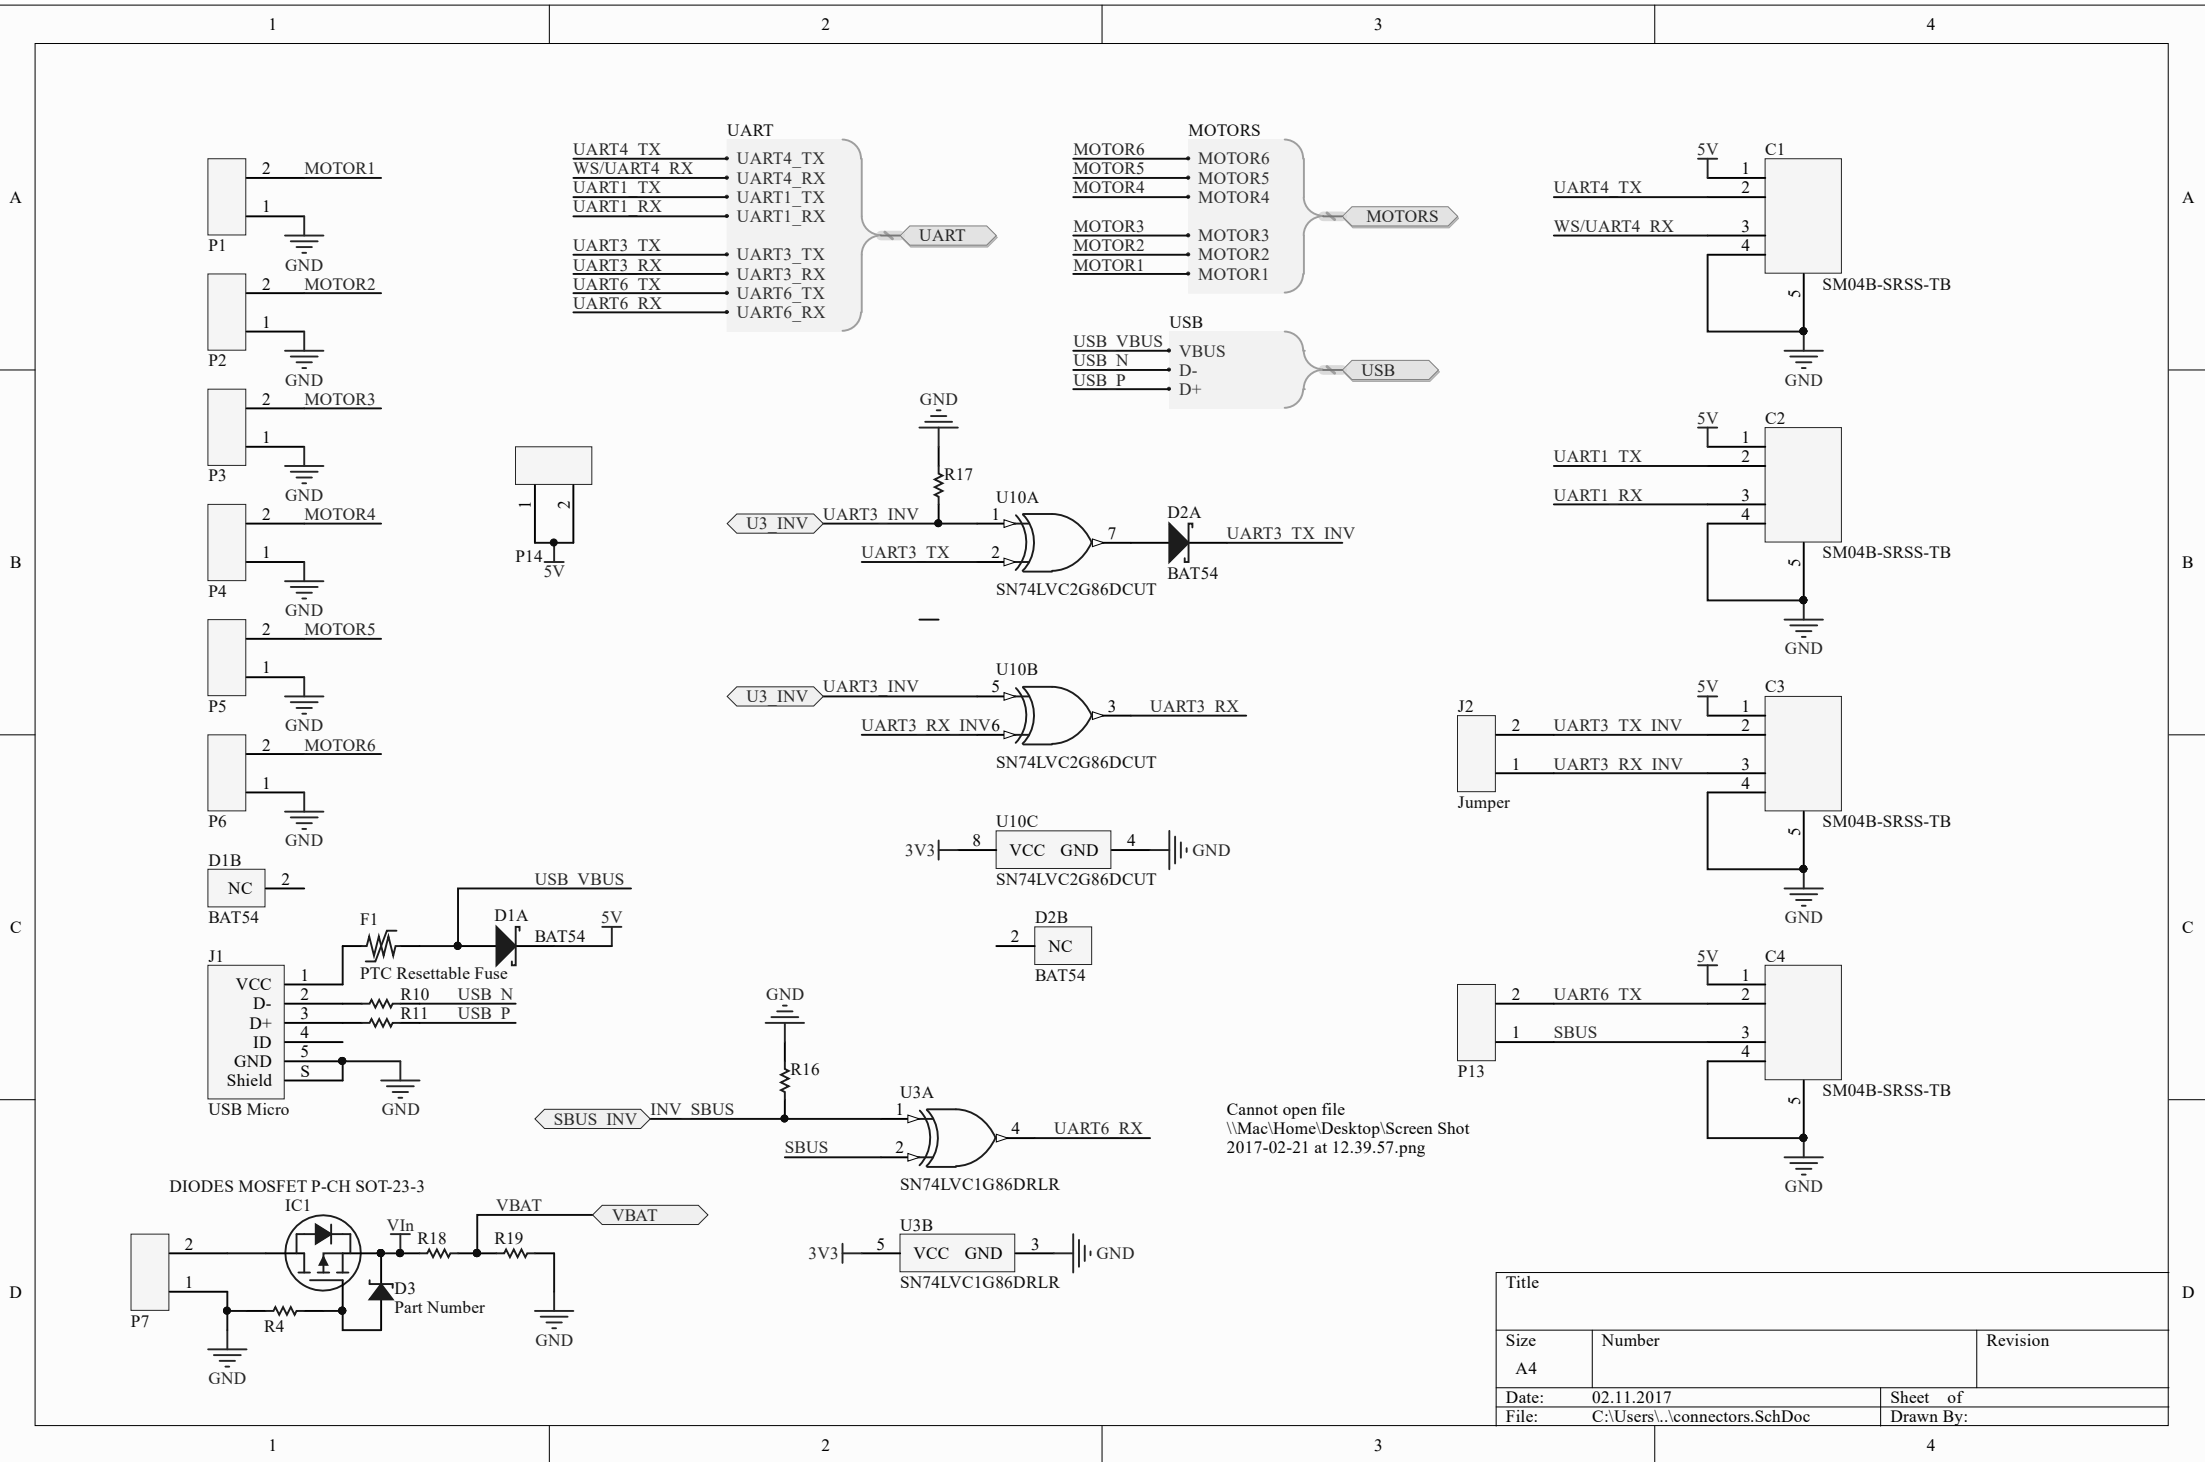 1 2 3 4
A A
B B
C C
D D
1 2 3 4
2 MOTOR1
1
P1
GND
2 MOTOR2
1
P2
GND
2 MOTOR3
1
P3
GND
2 MOTOR4
1
P4
GND
2 MOTOR5
1
P5
GND
2 MOTOR6
1
P6
GND
D1B
NC 2
BAT54
USB_VBUS
F1
PTC Resettable Fuse
D1A
BAT54
5V
J1
VCC 1
D- 2 R10 USB_N
D+ 3 R11 USB_P
ID 4
GND 5
Shield S
USB Micro
GND
DIODES MOSFET P-CH SOT-23-3
IC1
VBAT
VBAT
VIn
R18
R19
2
1
P7
R4
D3
Part Number
GND
GND
1
2
P14
5V
UART
UART4_TX UART4_TX
WS/UART4_RX UART4_RX
UART1_TX UART1_TX
UART1_RX UART1_RX
UART3_TX UART3_TX
UART3_RX UART3_RX
UART6_TX UART6_TX
UART6_RX UART6_RX
UART
MOTORS
MOTOR6 MOTOR6
MOTOR5 MOTOR5
MOTOR4 MOTOR4
MOTOR3 MOTOR3
MOTOR2 MOTOR2
MOTOR1 MOTOR1
MOTORS
USB
USB_VBUS VBUS
USB_N D-
USB_P D+
USB
GND
R17
U10A
U3_INV UART3_INV 1
UART3_TX 2
7
SN74LVC2G86DCUT
D2A
BAT54
UART3_TX_INV
U10B
U3_INV UART3_INV 5
UART3_RX_INV 6
3 UART3_RX
SN74LVC2G86DCUT
U10C
3V3 8 VCC GND 4 GND
SN74LVC2G86DCUT
D2B
2 NC
BAT54
GND
R16
U3A
SBUS_INV INV_SBUS 1
SBUS 2
4 UART6_RX
SN74LVC1G86DRLR
U3B
3V3 5 VCC GND 3 GND
SN74LVC1G86DRLR
Cannot open file
\\Mac\Home\Desktop\Screen Shot
2017-02-21 at 12.39.57.png
C1
5V
1
UART4_TX 2
WS/UART4_RX 3
4
5
SM04B-SRSS-TB
GND
C2
5V
1
UART1_TX 2
UART1_RX 3
4
5
SM04B-SRSS-TB
GND
C3
5V
1
J2
2 UART3_TX_INV 2
1 UART3_RX_INV 3
4
Jumper
5
SM04B-SRSS-TB
GND
C4
5V
1
2 UART6_TX 2
1 SBUS 3
4
P13
5
SM04B-SRSS-TB
GND
Title
Size Number Revision
A4
Date: 02.11.2017 Sheet of
File: C:\Users\..\connectors.SchDoc Drawn By: